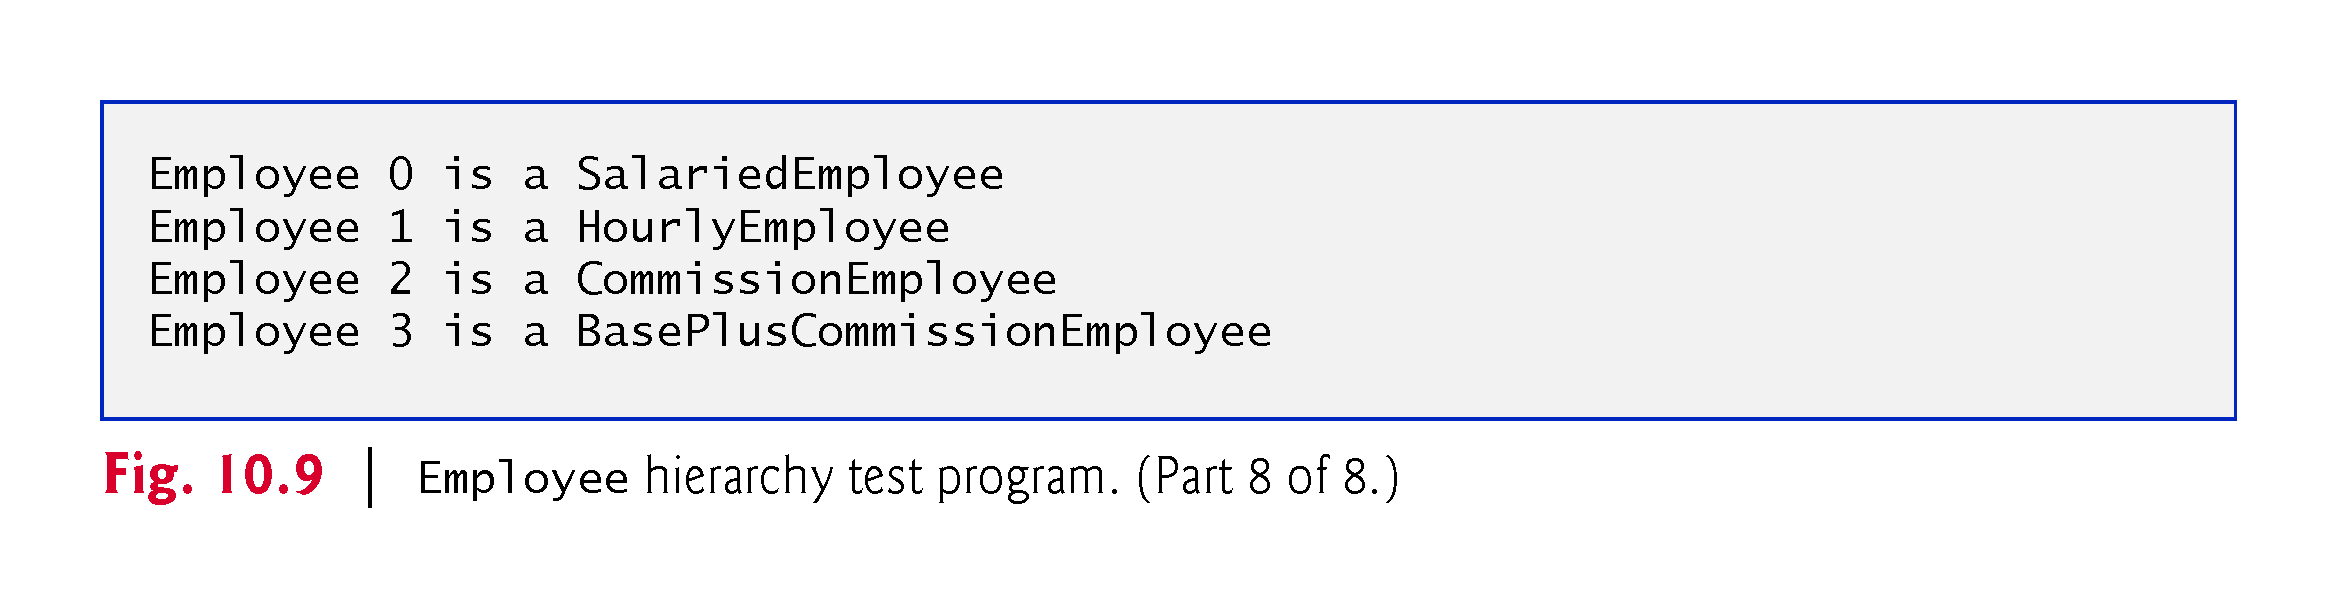 Employee 0 is a SalariedEmployee
Employee 1 is a HourlyEmployee
Employee 2 is a CommissionEmployee
Employee 3 is a BasePlusCommissionEmployee
Fig. 10.9 | Employee hierarchy test program. (Part 8 of 8.)